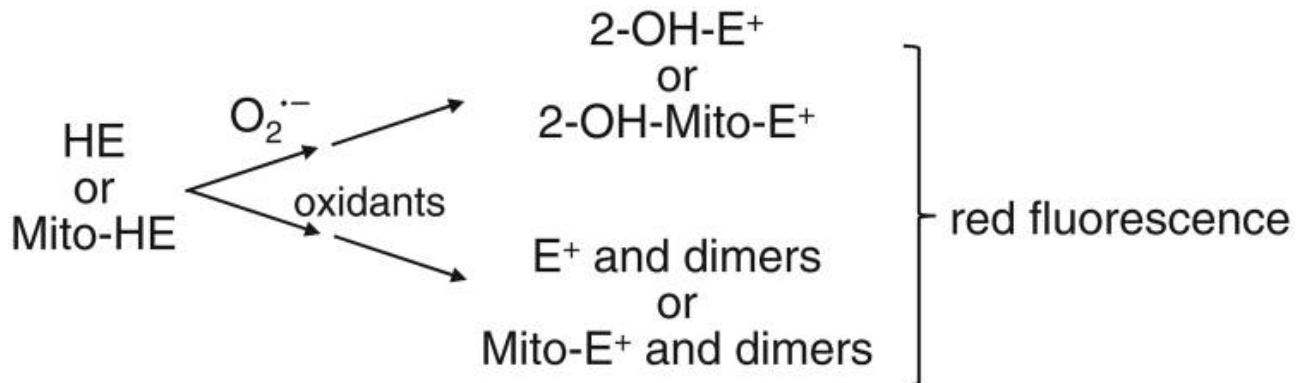 HE
or
Mito-HE
O₂˙⁻
oxidants
2-OH-E⁺
or
2-OH-Mito-E⁺
E⁺ and dimers
or
Mito-E⁺ and dimers
red fluorescence